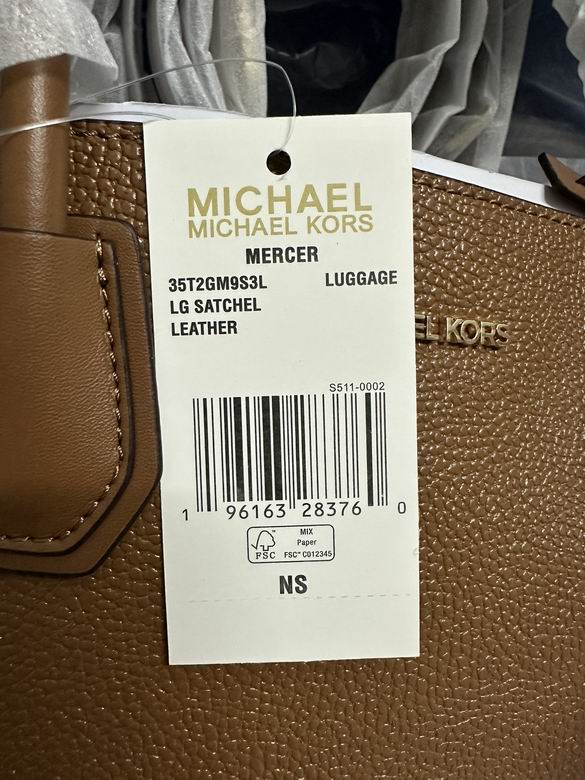 MICHAEL
MICHAEL KORS
MERCER
35T2GM9S3L LUGGAGE
LG SATCHEL
LEATHER
EL KORS
S511-0002
1 96163 28376 0
FSC
MIX
Paper
FSC™ C012345
NS